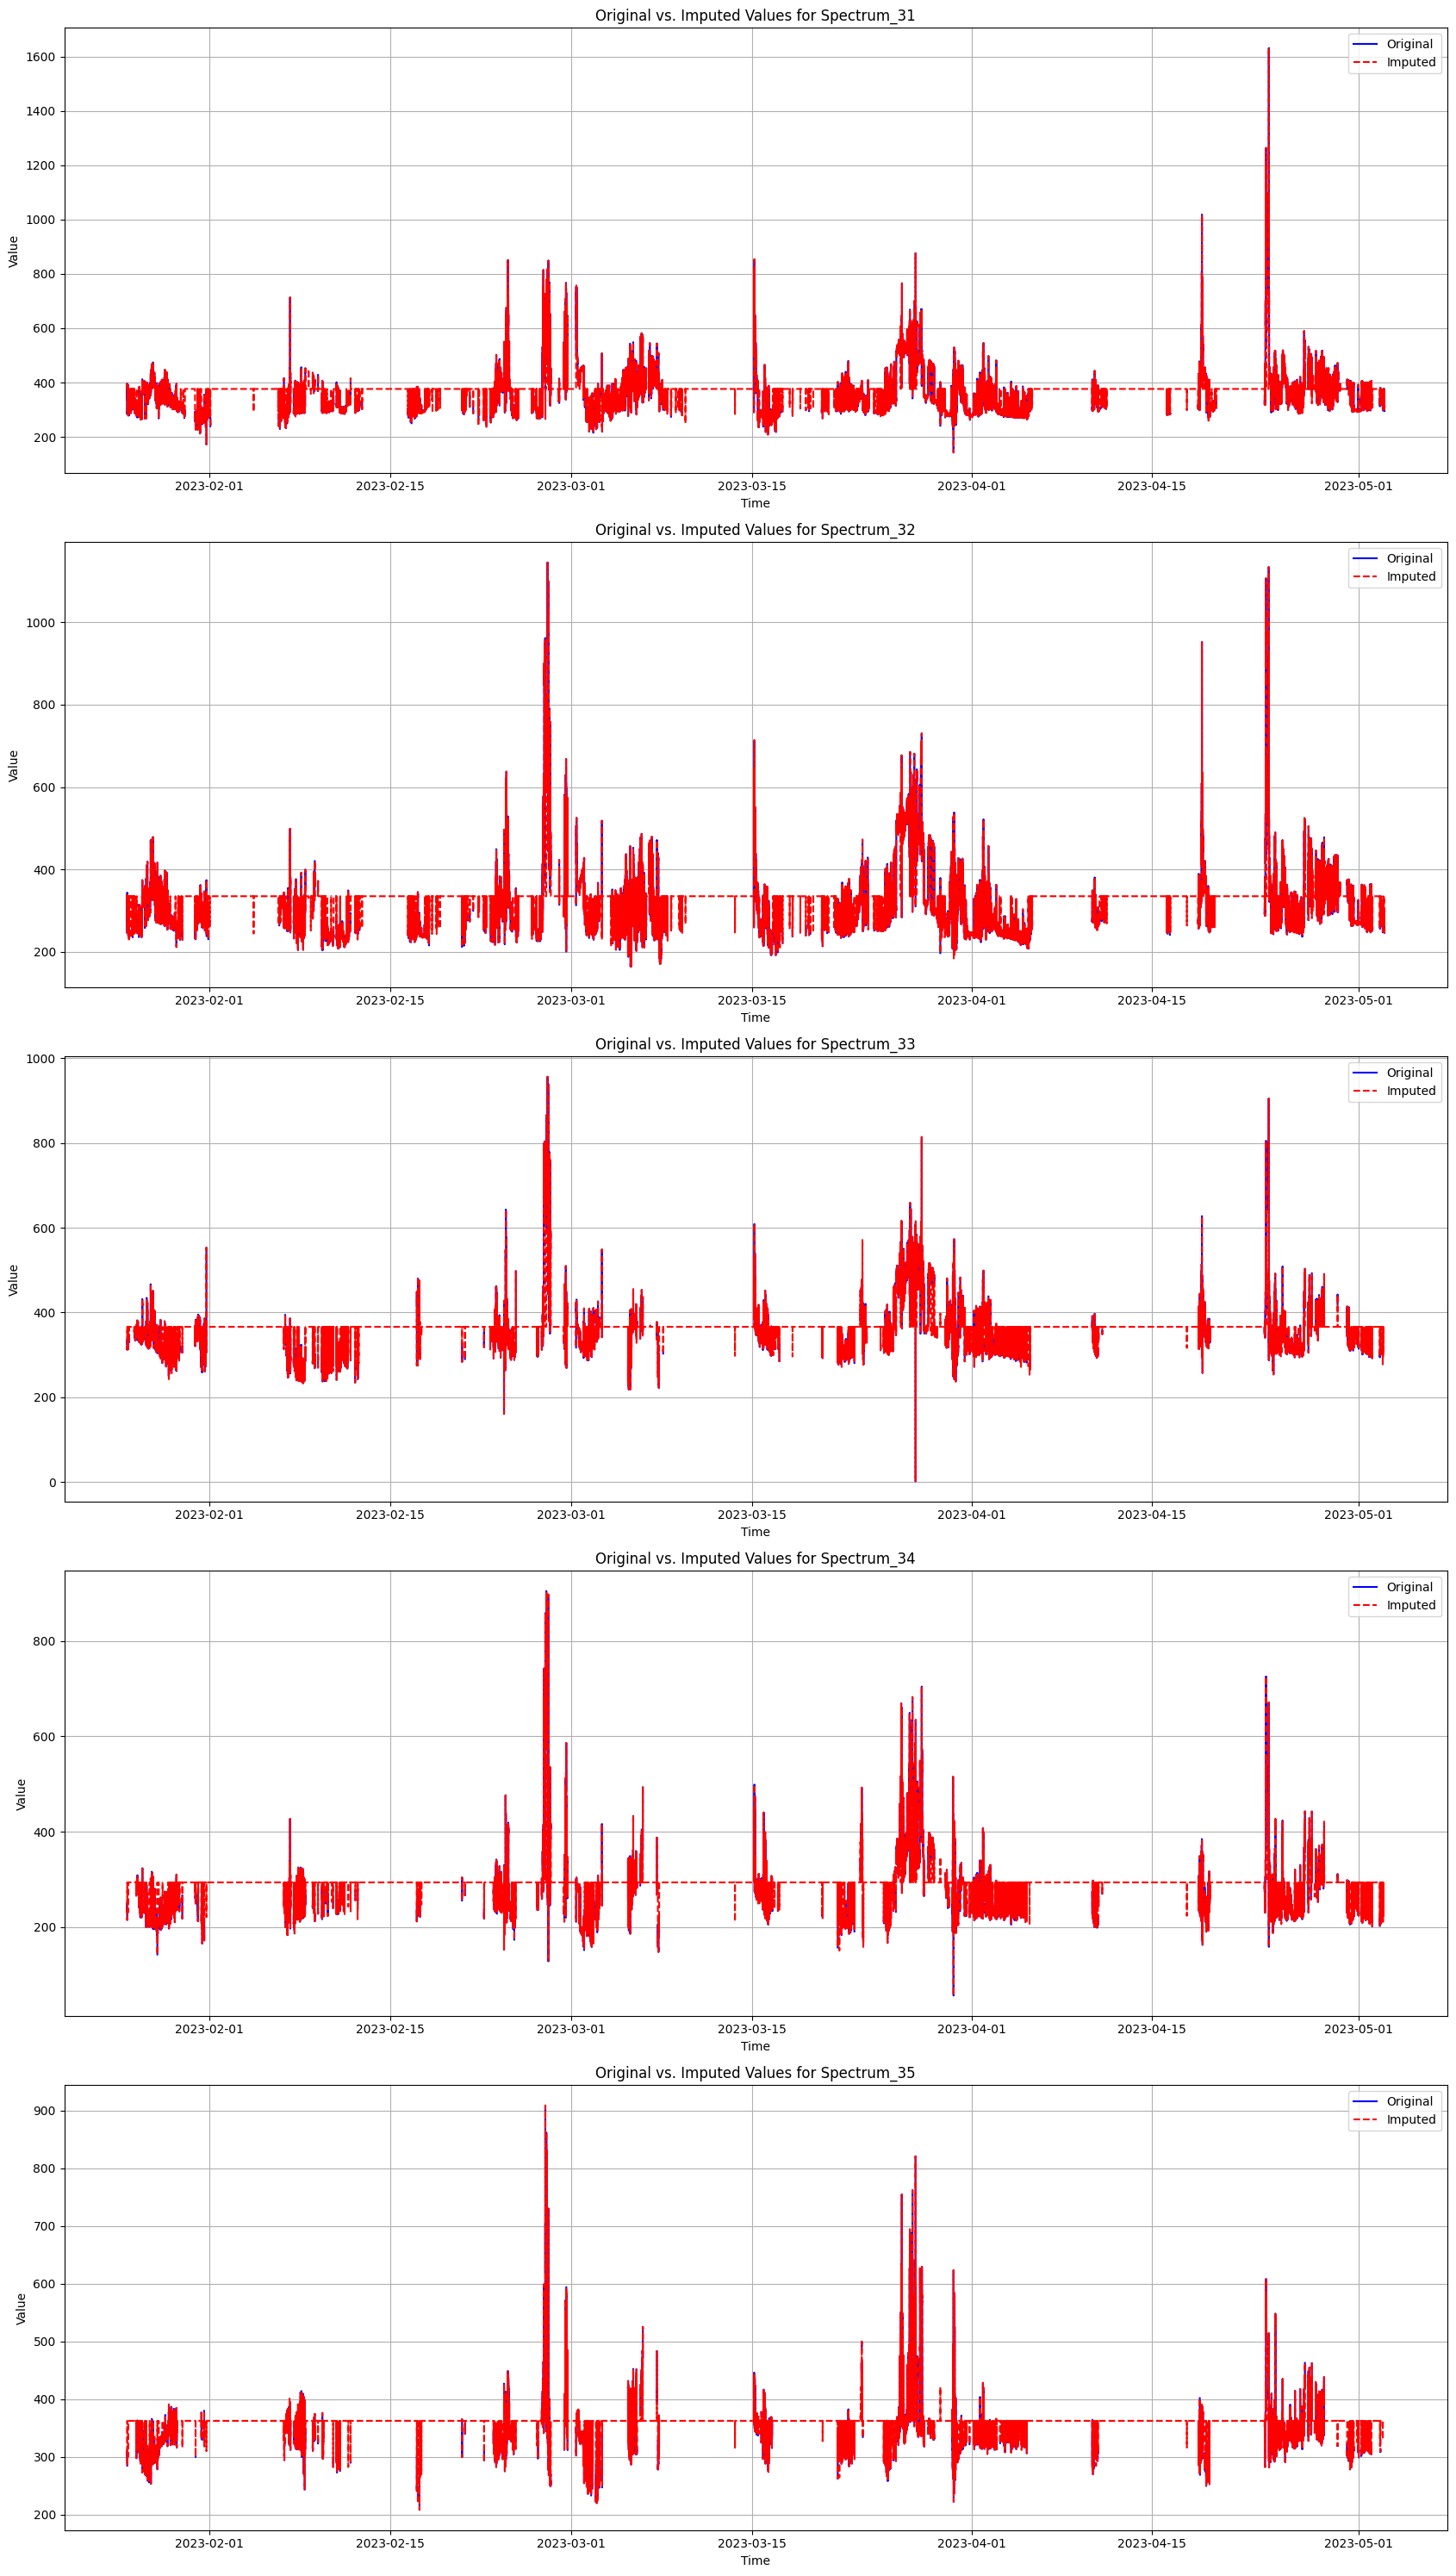 Original vs. Imputed Values for Spectrum_31
Original
Imputed
1600
1400
1200
1000
800
600
400
200
Value
2023-02-01 2023-02-15 2023-03-01 2023-03-15 2023-04-01 2023-04-15 2023-05-01
Time
Original vs. Imputed Values for Spectrum_32
Original
Imputed
1000
800
600
400
200
Value
2023-02-01 2023-02-15 2023-03-01 2023-03-15 2023-04-01 2023-04-15 2023-05-01
Time
Original vs. Imputed Values for Spectrum_33
Original
Imputed
1000
800
600
400
200
0
Value
2023-02-01 2023-02-15 2023-03-01 2023-03-15 2023-04-01 2023-04-15 2023-05-01
Time
Original vs. Imputed Values for Spectrum_34
Original
Imputed
800
600
400
200
Value
2023-02-01 2023-02-15 2023-03-01 2023-03-15 2023-04-01 2023-04-15 2023-05-01
Time
Original vs. Imputed Values for Spectrum_35
Original
Imputed
900
800
700
600
500
400
300
200
Value
2023-02-01 2023-02-15 2023-03-01 2023-03-15 2023-04-01 2023-04-15 2023-05-01
Time